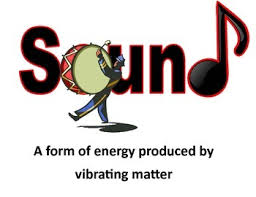 Sound
A form of energy produced by
vibrating matter